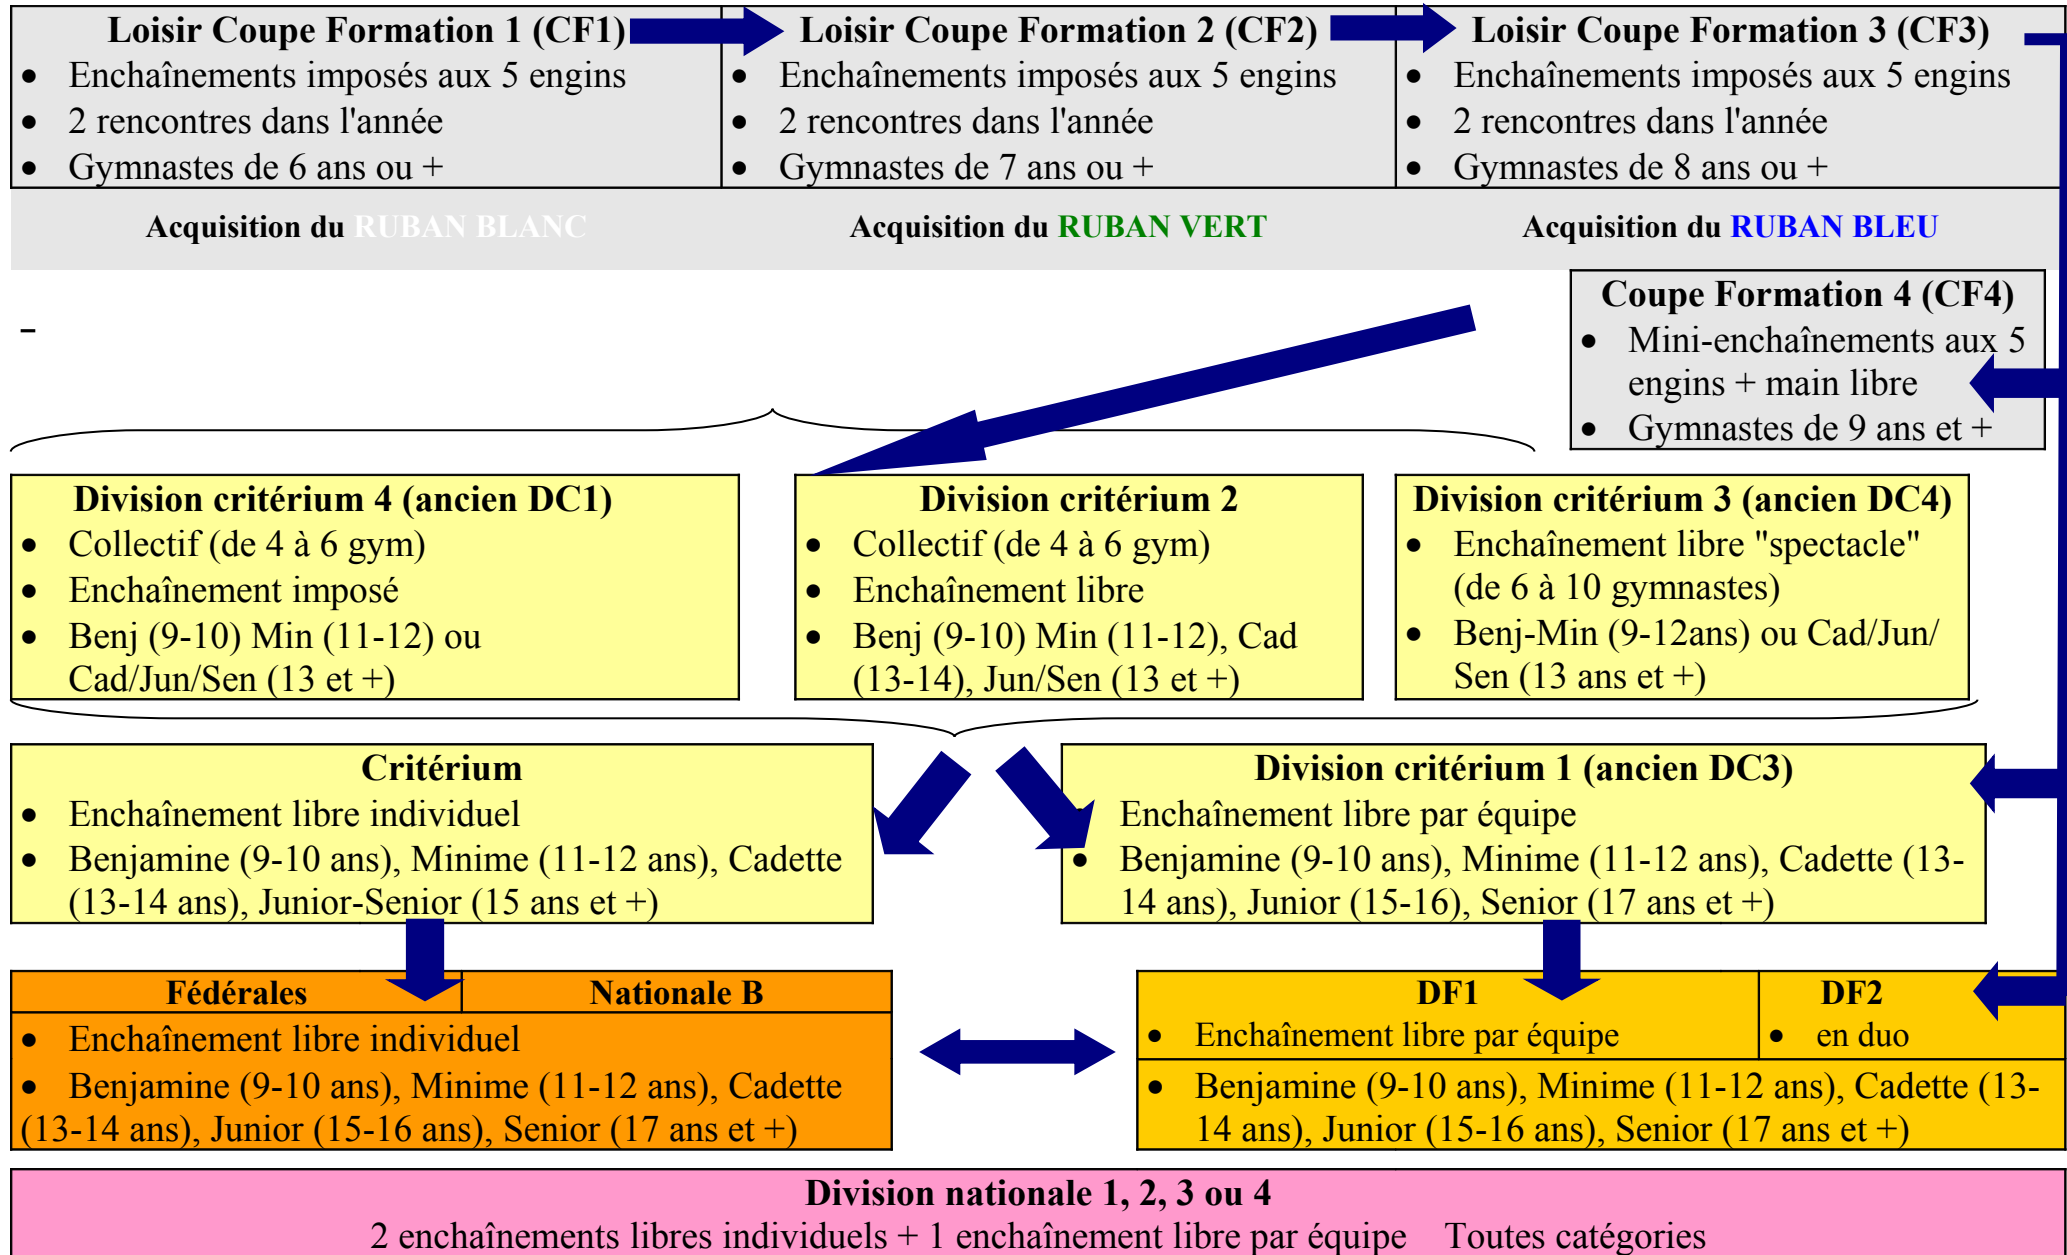 Loisir Coupe Formation 1 (CF1)
• Enchaînements imposés aux 5 engins
• 2 rencontres dans l'année
• Gymnastes de 6 ans ou +
Loisir Coupe Formation 2 (CF2)
• Enchaînements imposés aux 5 engins
• 2 rencontres dans l'année
• Gymnastes de 7 ans ou +
Loisir Coupe Formation 3 (CF3)
• Enchaînements imposés aux 5 engins
• 2 rencontres dans l'année
• Gymnastes de 8 ans ou +
Acquisition du RUBAN BLANC
Acquisition du RUBAN VERT
Acquisition du RUBAN BLEU
-
Coupe Formation 4 (CF4)
• Mini-enchaînements aux 5
engins + main libre
• Gymnastes de 9 ans et +
Division critérium 4 (ancien DC1)
• Collectif (de 4 à 6 gym)
• Enchaînement imposé
• Benj (9-10) Min (11-12) ou
Cad/Jun/Sen (13 et +)
Division critérium 2
• Collectif (de 4 à 6 gym)
• Enchaînement libre
• Benj (9-10) Min (11-12), Cad
(13-14), Jun/Sen (13 et +)
Division critérium 3 (ancien DC4)
• Enchaînement libre "spectacle"
(de 6 à 10 gymnastes)
• Benj-Min (9-12ans) ou Cad/Jun/
Sen (13 ans et +)
Critérium
• Enchaînement libre individuel
• Benjamine (9-10 ans), Minime (11-12 ans), Cadette
(13-14 ans), Junior-Senior (15 ans et +)
Division critérium 1 (ancien DC3)
Enchaînement libre par équipe
• Benjamine (9-10 ans), Minime (11-12 ans), Cadette (13-
14 ans), Junior (15-16), Senior (17 ans et +)
Fédérales
Nationale B
• Enchaînement libre individuel
• Benjamine (9-10 ans), Minime (11-12 ans), Cadette
(13-14 ans), Junior (15-16 ans), Senior (17 ans et +)
DF1
• Enchaînement libre par équipe
DF2
• en duo
• Benjamine (9-10 ans), Minime (11-12 ans), Cadette (13-
14 ans), Junior (15-16 ans), Senior (17 ans et +)
Division nationale 1, 2, 3 ou 4
2 enchaînements libres individuels + 1 enchaînement libre par équipe Toutes catégories